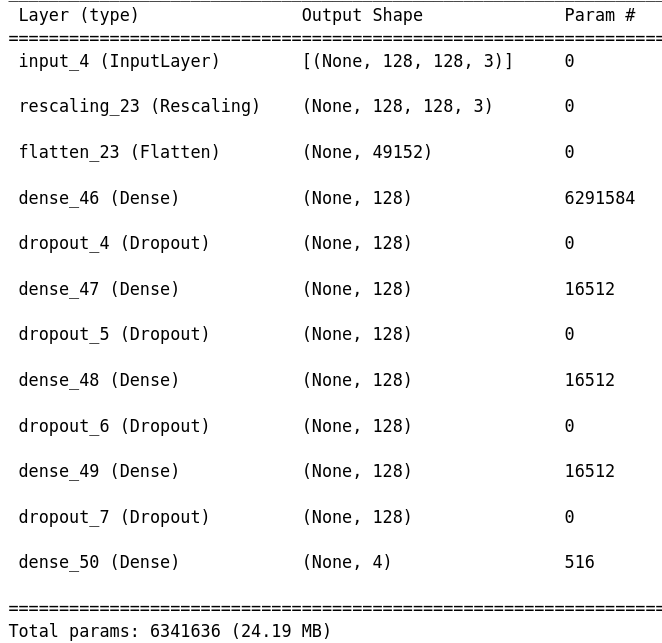 Layer (type) Output Shape Param #
=================================================================
input_4 (InputLayer) [(None, 128, 128, 3)] 0
rescaling_23 (Rescaling) (None, 128, 128, 3) 0
flatten_23 (Flatten) (None, 49152) 0
dense_46 (Dense) (None, 128) 6291584
dropout_4 (Dropout) (None, 128) 0
dense_47 (Dense) (None, 128) 16512
dropout_5 (Dropout) (None, 128) 0
dense_48 (Dense) (None, 128) 16512
dropout_6 (Dropout) (None, 128) 0
dense_49 (Dense) (None, 128) 16512
dropout_7 (Dropout) (None, 128) 0
dense_50 (Dense) (None, 4) 516
=================================================================
Total params: 6341636 (24.19 MB)